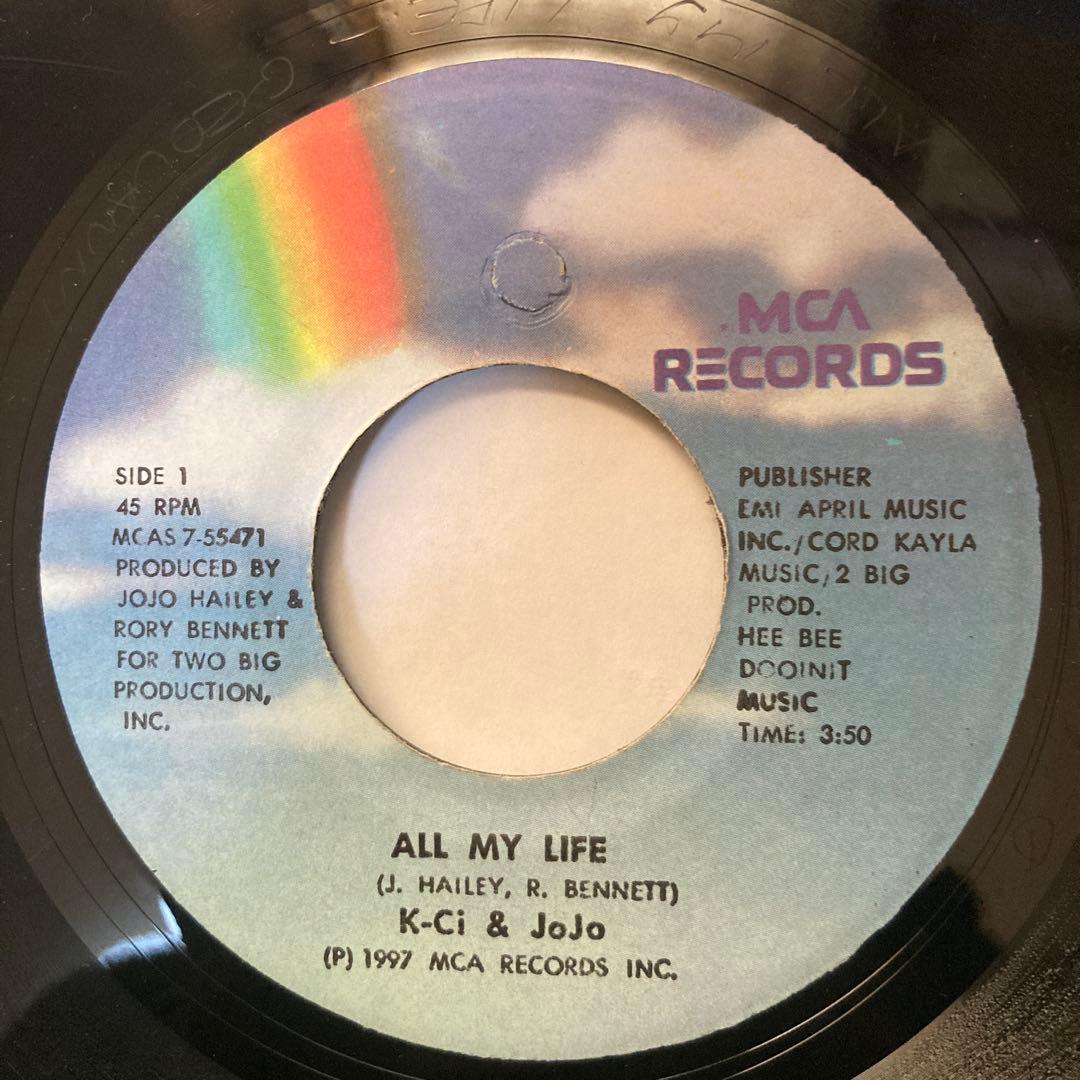 MCA
RECORDS
SIDE 1
45 RPM
MCAS 7-55471
PRODUCED BY
JOJO HAILEY &
RORY BENNETT
FOR TWO BIG
PRODUCTION,
INC.
PUBLISHER
EMI APRIL MUSIC
INC./CORD KAYLA
MUSIC, 2 BIG
PROD.
HEE BEE
DOOINIT
MUSIC
TIME: 3:50
ALL MY LIFE
(J. HAILEY, R. BENNETT)
K-Ci & JoJo
(P) 1997 MCA RECORDS INC.